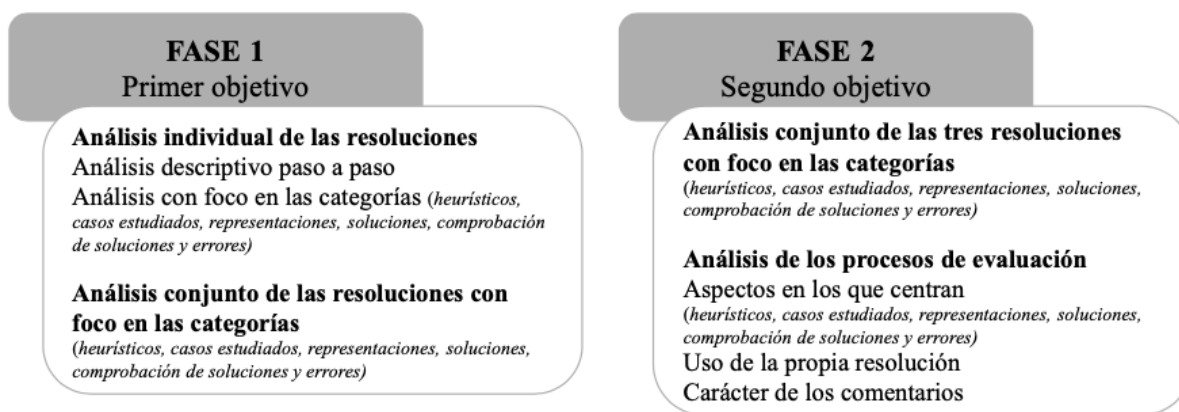 FASE 1
Primer objetivo
Análisis individual de las resoluciones
Análisis descriptivo paso a paso
Análisis con foco en las categorías (heurísticos,
casos estudiados, representaciones, soluciones, comprobación
de soluciones y errores)
Análisis conjunto de las resoluciones con
foco en las categorías
(heurísticos, casos estudiados, representaciones, soluciones,
comprobación de soluciones y errores)
FASE 2
Segundo objetivo
Análisis conjunto de las tres resoluciones
con foco en las categorías
(heurísticos, casos estudiados, representaciones, soluciones,
comprobación de soluciones y errores)
Análisis de los procesos de evaluación
Aspectos en los que centran
(heurísticos, casos estudiados, representaciones, soluciones,
comprobación de soluciones y errores)
Uso de la propia resolución
Carácter de los comentarios